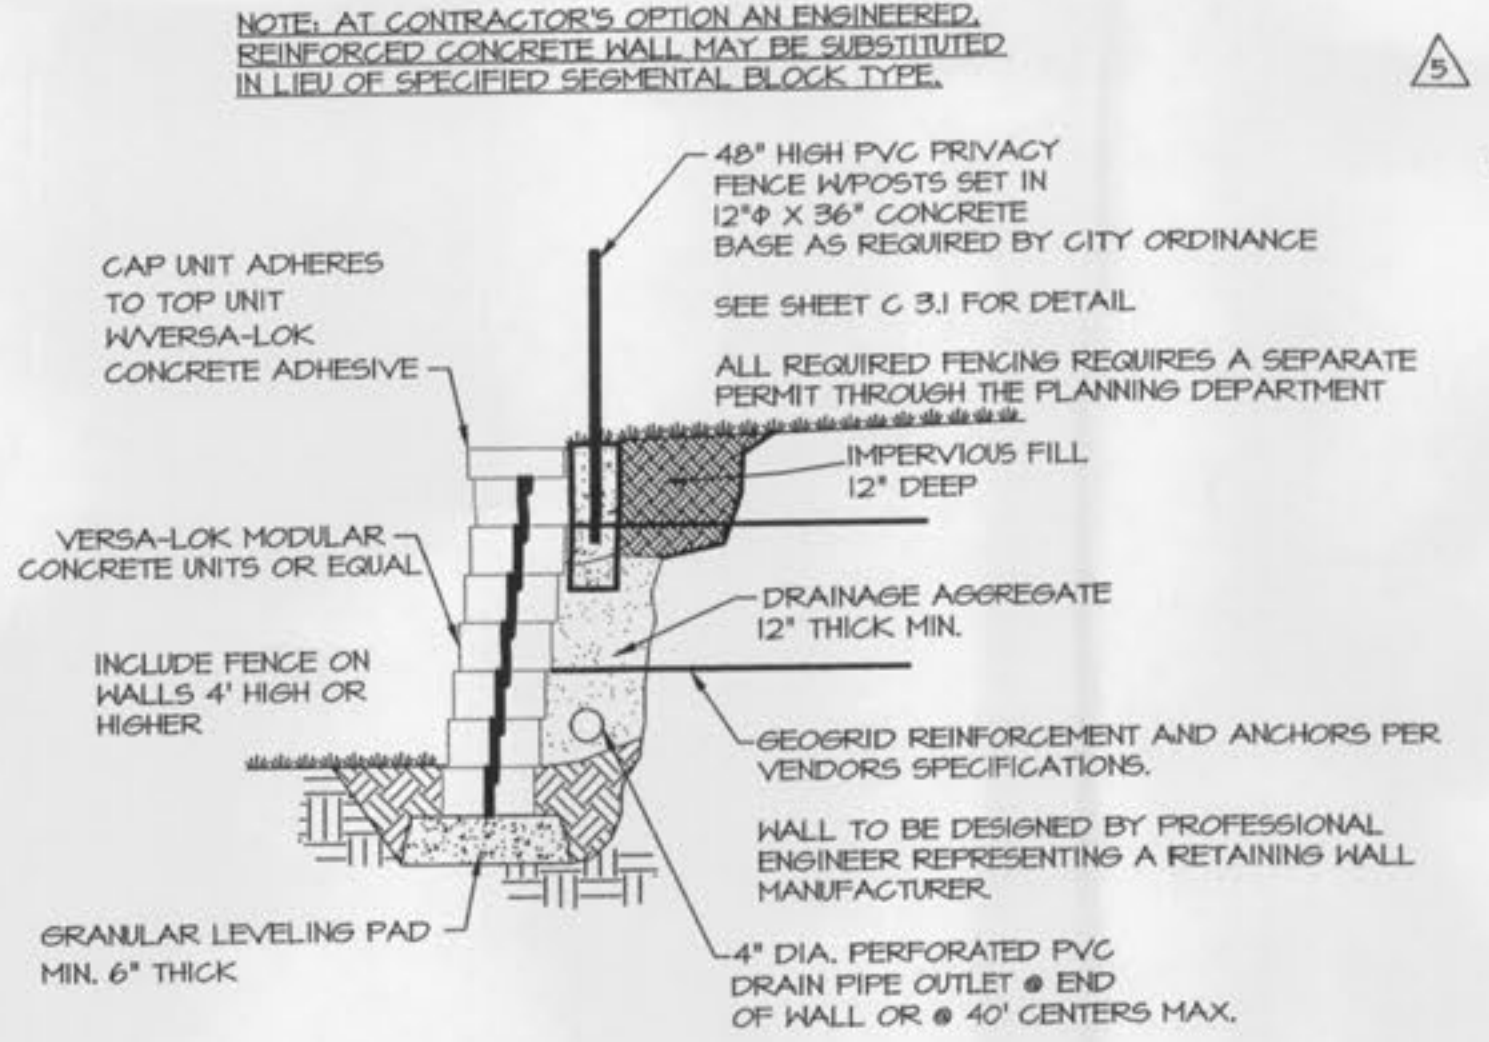 NOTE: AT CONTRACTOR'S OPTION AN ENGINEERED,
REINFORCED CONCRETE WALL MAY BE SUBSTITUTED
IN LIEU OF SPECIFIED SEGMENTAL BLOCK TYPE.
5
48" HIGH PVC PRIVACY
FENCE W/POSTS SET IN
12"Φ X 36" CONCRETE
BASE AS REQUIRED BY CITY ORDINANCE
SEE SHEET C 3.1 FOR DETAIL
ALL REQUIRED FENCING REQUIRES A SEPARATE
PERMIT THROUGH THE PLANNING DEPARTMENT
CAP UNIT ADHERES
TO TOP UNIT
W/VERSA-LOK
CONCRETE ADHESIVE
IMPERVIOUS FILL
12" DEEP
VERSA-LOK MODULAR
CONCRETE UNITS OR EQUAL
DRAINAGE AGGREGATE
12" THICK MIN.
INCLUDE FENCE ON
WALLS 4' HIGH OR
HIGHER
GEOGRID REINFORCEMENT AND ANCHORS PER
VENDORS SPECIFICATIONS.
WALL TO BE DESIGNED BY PROFESSIONAL
ENGINEER REPRESENTING A RETAINING WALL
MANUFACTURER
GRANULAR LEVELING PAD
MIN. 6" THICK
4" DIA. PERFORATED PVC
DRAIN PIPE OUTLET @ END
OF WALL OR @ 40' CENTERS MAX.